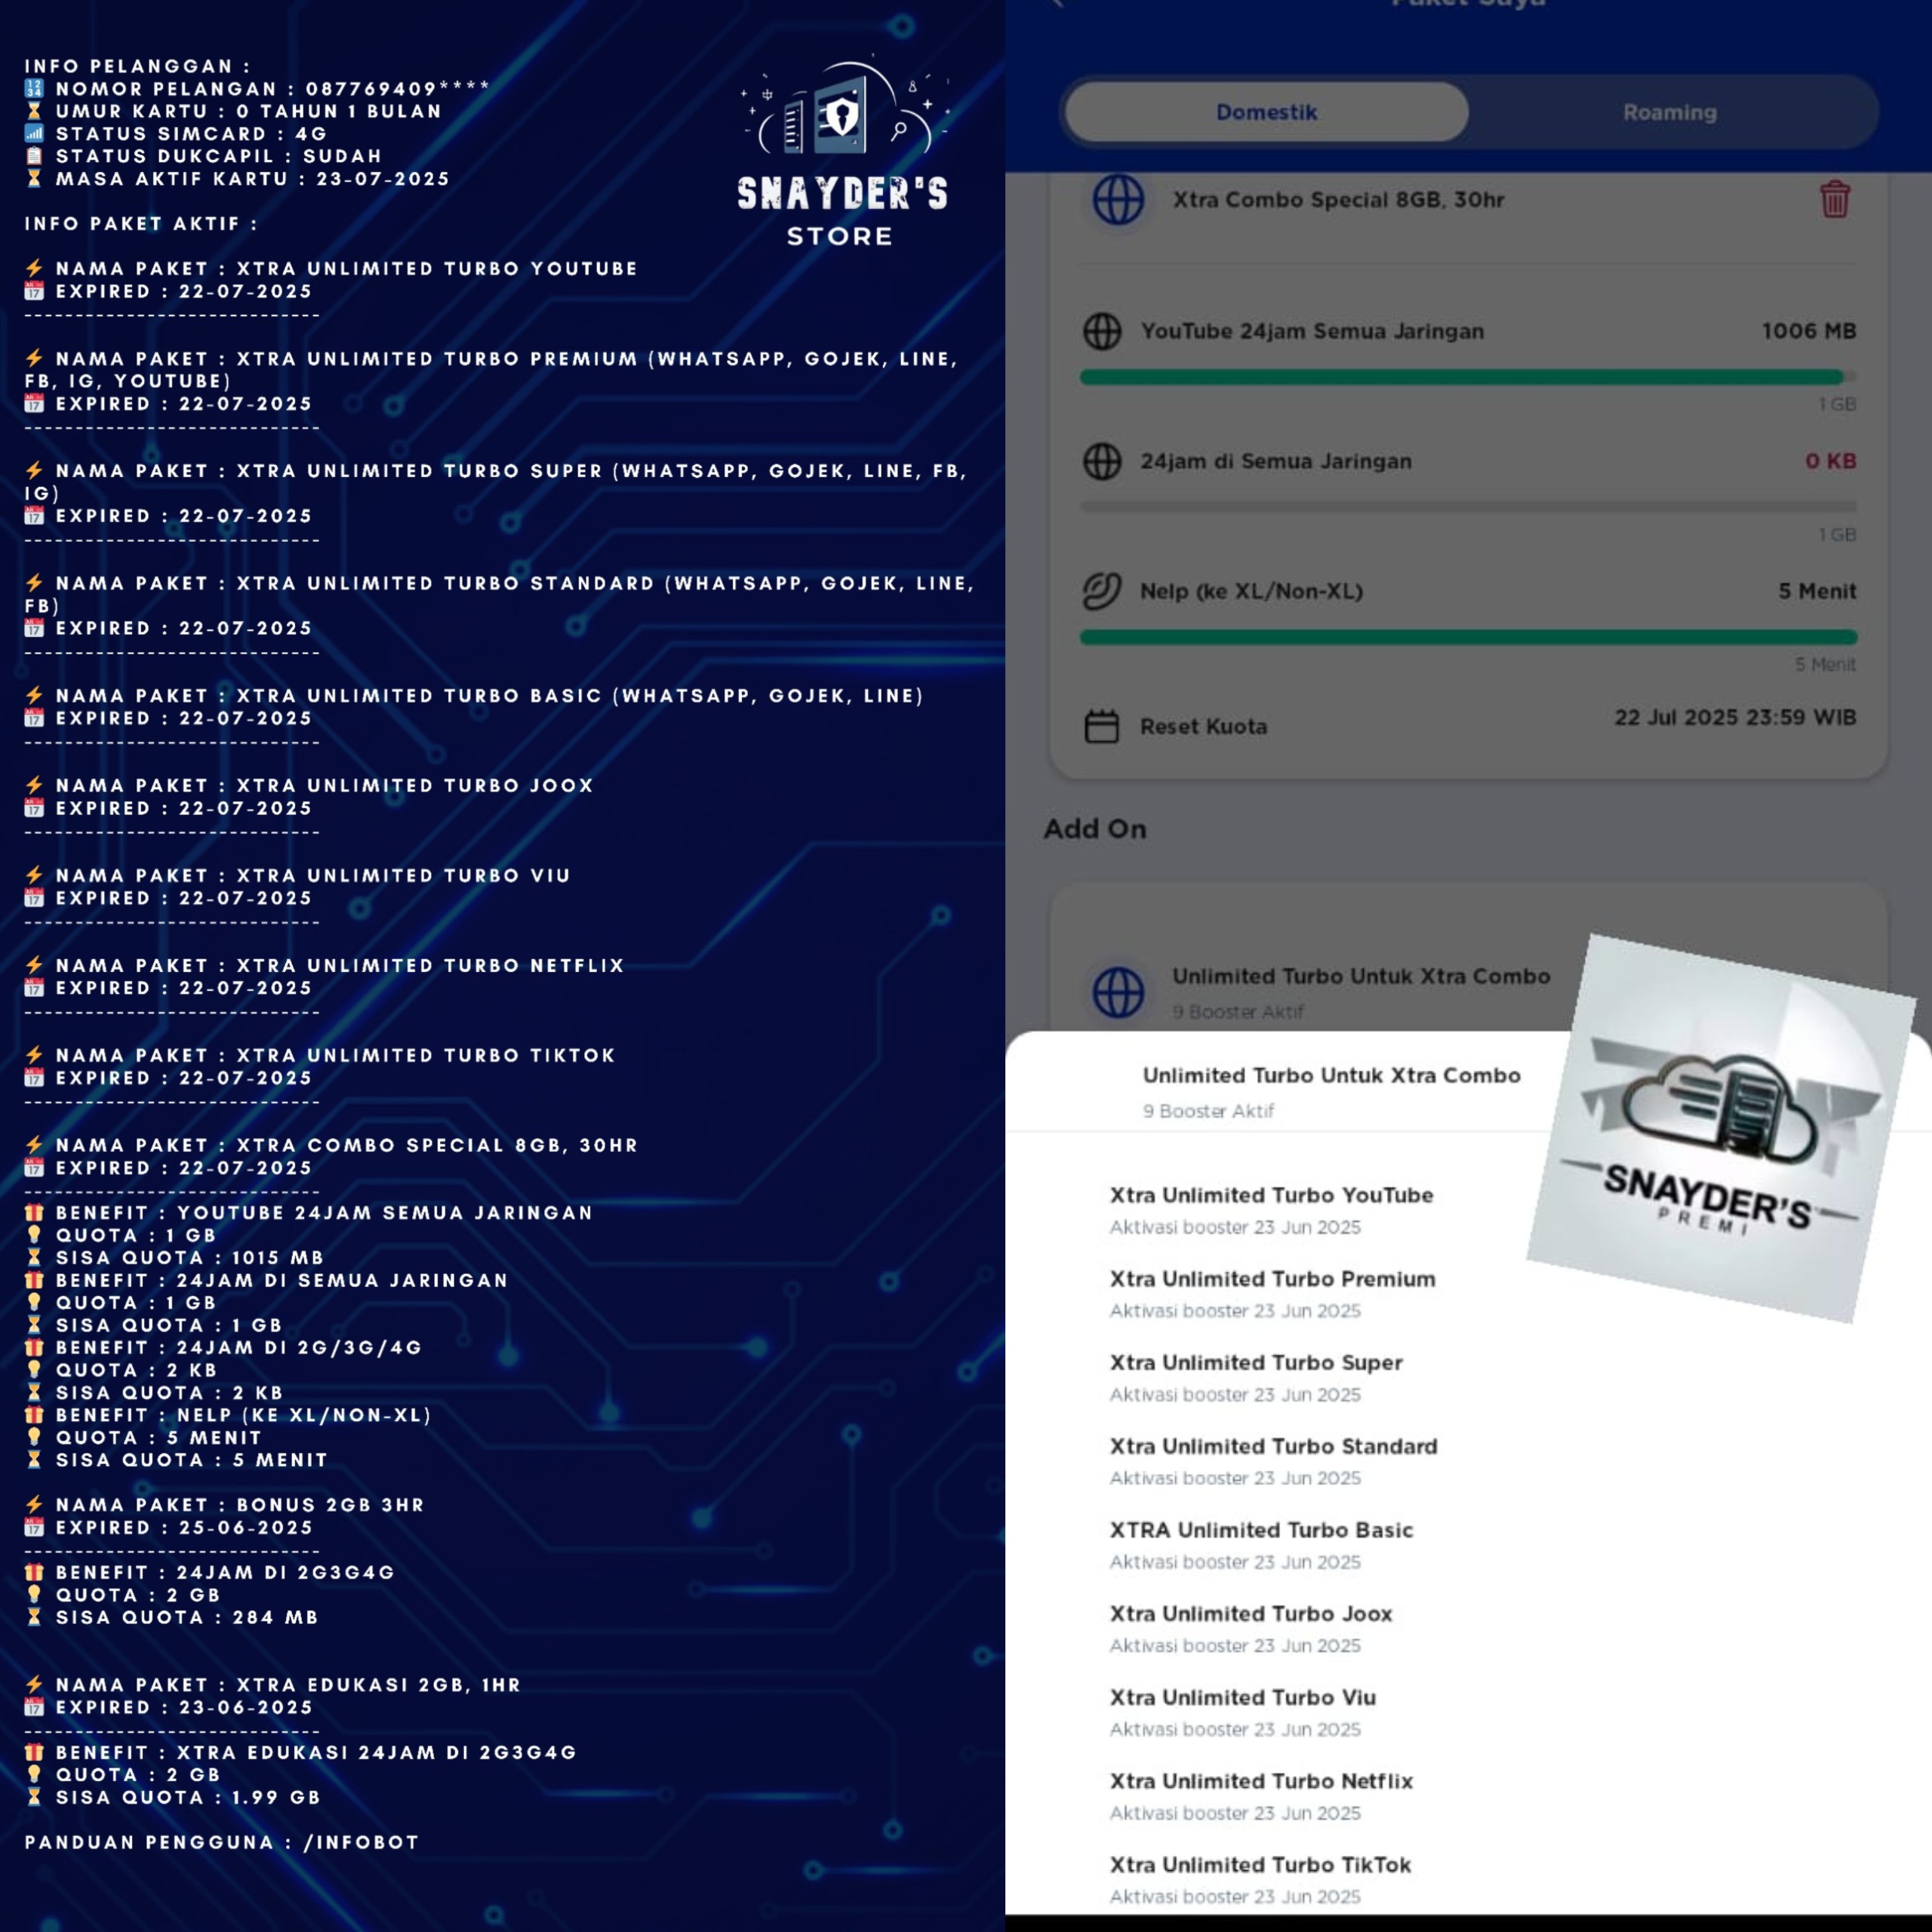 INFO PELANGGAN :
🔢 NOMOR PELANGAN : 087769409****
⌛ UMUR KARTU : 0 TAHUN 1 BULAN
📶 STATUS SIMCARD : 4G
📋 STATUS DUKCAPIL : SUDAH
⌛ MASA AKTIF KARTU : 23-07-2025
SNAYDER'S
STORE
INFO PAKET AKTIF :
⚡ NAMA PAKET : XTRA UNLIMITED TURBO YOUTUBE
📅 EXPIRED : 22-07-2025
-----------------------------
⚡ NAMA PAKET : XTRA UNLIMITED TURBO PREMIUM (WHATSAPP, GOJEK, LINE,
FB, IG, YOUTUBE)
📅 EXPIRED : 22-07-2025
-----------------------------
⚡ NAMA PAKET : XTRA UNLIMITED TURBO SUPER (WHATSAPP, GOJEK, LINE, FB,
IG)
📅 EXPIRED : 22-07-2025
-----------------------------
⚡ NAMA PAKET : XTRA UNLIMITED TURBO STANDARD (WHATSAPP, GOJEK, LINE,
FB)
📅 EXPIRED : 22-07-2025
-----------------------------
⚡ NAMA PAKET : XTRA UNLIMITED TURBO BASIC (WHATSAPP, GOJEK, LINE)
📅 EXPIRED : 22-07-2025
-----------------------------
⚡ NAMA PAKET : XTRA UNLIMITED TURBO JOOX
📅 EXPIRED : 22-07-2025
-----------------------------
⚡ NAMA PAKET : XTRA UNLIMITED TURBO VIU
📅 EXPIRED : 22-07-2025
-----------------------------
⚡ NAMA PAKET : XTRA UNLIMITED TURBO NETFLIX
📅 EXPIRED : 22-07-2025
-----------------------------
⚡ NAMA PAKET : XTRA UNLIMITED TURBO TIKTOK
📅 EXPIRED : 22-07-2025
-----------------------------
⚡ NAMA PAKET : XTRA COMBO SPECIAL 8GB, 30HR
📅 EXPIRED : 22-07-2025
-----------------------------
🎁 BENEFIT : YOUTUBE 24JAM SEMUA JARINGAN
💡 QUOTA : 1 GB
⌛ SISA QUOTA : 1015 MB
🎁 BENEFIT : 24JAM DI SEMUA JARINGAN
💡 QUOTA : 1 GB
⌛ SISA QUOTA : 1 GB
🎁 BENEFIT : 24JAM DI 2G/3G/4G
💡 QUOTA : 2 KB
⌛ SISA QUOTA : 2 KB
🎁 BENEFIT : NELP (KE XL/NON-XL)
💡 QUOTA : 5 MENIT
⌛ SISA QUOTA : 5 MENIT
⚡ NAMA PAKET : BONUS 2GB 3HR
📅 EXPIRED : 25-06-2025
-----------------------------
🎁 BENEFIT : 24JAM DI 2G3G4G
💡 QUOTA : 2 GB
⌛ SISA QUOTA : 284 MB
⚡ NAMA PAKET : XTRA EDUKASI 2GB, 1HR
📅 EXPIRED : 23-06-2025
-----------------------------
🎁 BENEFIT : XTRA EDUKASI 24JAM DI 2G3G4G
💡 QUOTA : 2 GB
⌛ SISA QUOTA : 1.99 GB
PANDUAN PENGGUNA : /INFOBOT
Paket Saya
Domestik Roaming
Xtra Combo Special 8GB, 30hr
YouTube 24jam Semua Jaringan 1006 MB
1 GB
24jam di Semua Jaringan 0 KB
1 GB
Nelp (ke XL/Non-XL) 5 Menit
5 Menit
Reset Kuota 22 Jul 2025 23:59 WIB
Add On
Unlimited Turbo Untuk Xtra Combo
9 Booster Aktif
Unlimited Turbo Untuk Xtra Combo
9 Booster Aktif
SNAYDER'S
PREMI
Xtra Unlimited Turbo YouTube
Aktivasi booster 23 Jun 2025
Xtra Unlimited Turbo Premium
Aktivasi booster 23 Jun 2025
Xtra Unlimited Turbo Super
Aktivasi booster 23 Jun 2025
Xtra Unlimited Turbo Standard
Aktivasi booster 23 Jun 2025
XTRA Unlimited Turbo Basic
Aktivasi booster 23 Jun 2025
Xtra Unlimited Turbo Joox
Aktivasi booster 23 Jun 2025
Xtra Unlimited Turbo Viu
Aktivasi booster 23 Jun 2025
Xtra Unlimited Turbo Netflix
Aktivasi booster 23 Jun 2025
Xtra Unlimited Turbo TikTok
Aktivasi booster 23 Jun 2025